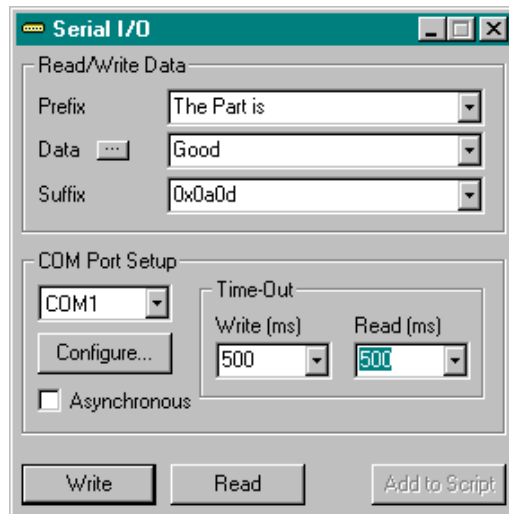 Serial I/O
Read/Write Data
Prefix The Part is
Data ... Good
Suffix 0x0a0d
COM Port Setup
COM1
Time-Out
Write (ms) Read (ms)
Configure... 500 500
Asynchronous
Write Read Add to Script